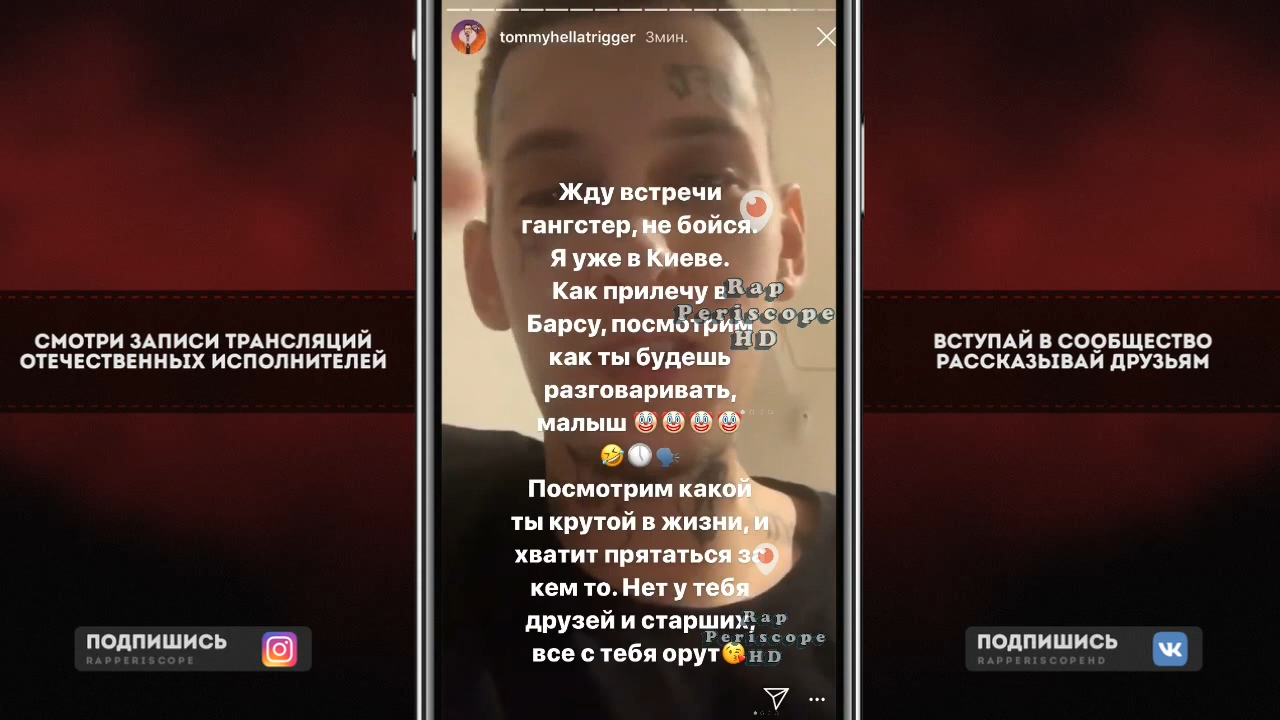 tommyhellatrigger 3мин.
Жду встречи
гангстер, не бойся.
Я уже в Киеве.
Как прилечу в
Барсу, посмотрим
как ты будешь
разговаривать,
малыш 🤡🤡🤡🤡
🤣🕔🗣
Посмотрим какой
ты крутой в жизни, и
хватит прятаться за
кем то. Нет у тебя
друзей и старших,
все с тебя орут😘
Rap
Periscope
HD
Rap
Periscope
HD
СМОТРИ ЗАПИСИ ТРАНСЛЯЦИЙ
ОТЕЧЕСТВЕННЫХ ИСПОЛНИТЕЛЕЙ
ВСТУПАЙ В СООБЩЕСТВО
РАССКАЗЫВАЙ ДРУЗЬЯМ
ПОДПИШИСЬ
RAPPERISCOPE
ПОДПИШИСЬ
RAPPERISCOPEHD